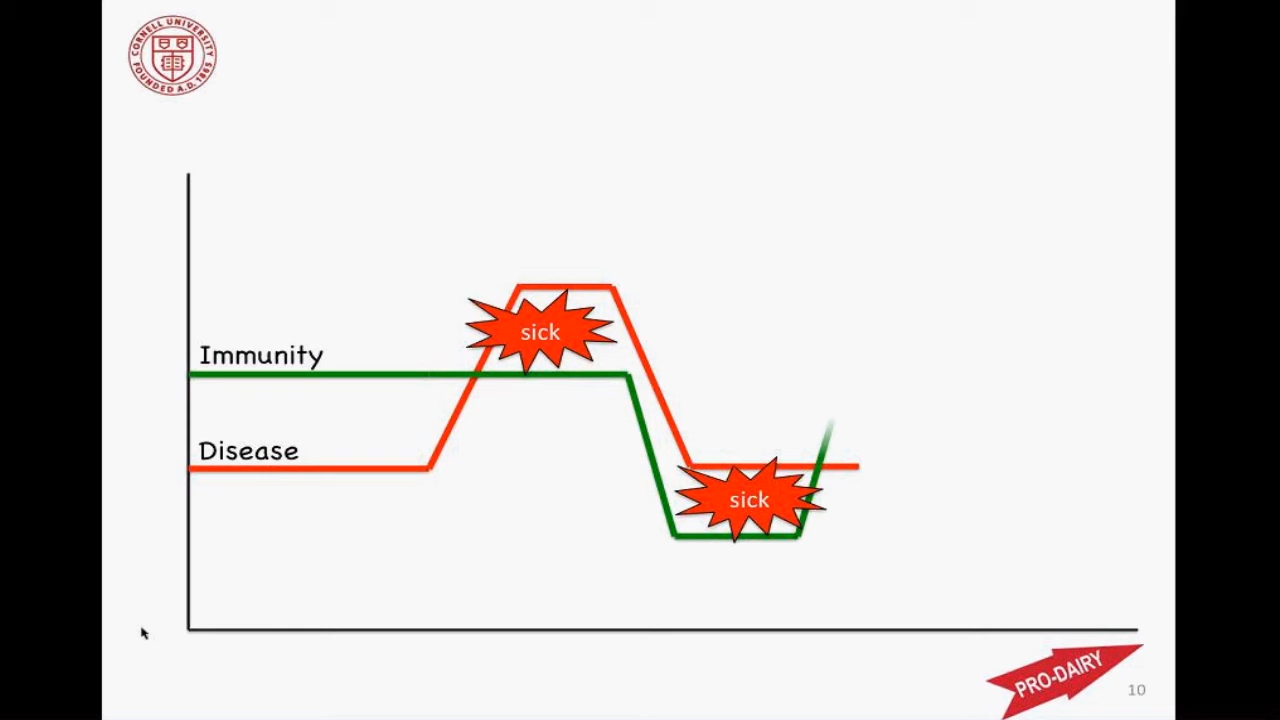 CORNELL UNIVERSITY
FOUNDED A.D. 1865
sick
Immunity
Disease
sick
PRO-DAIRY
10